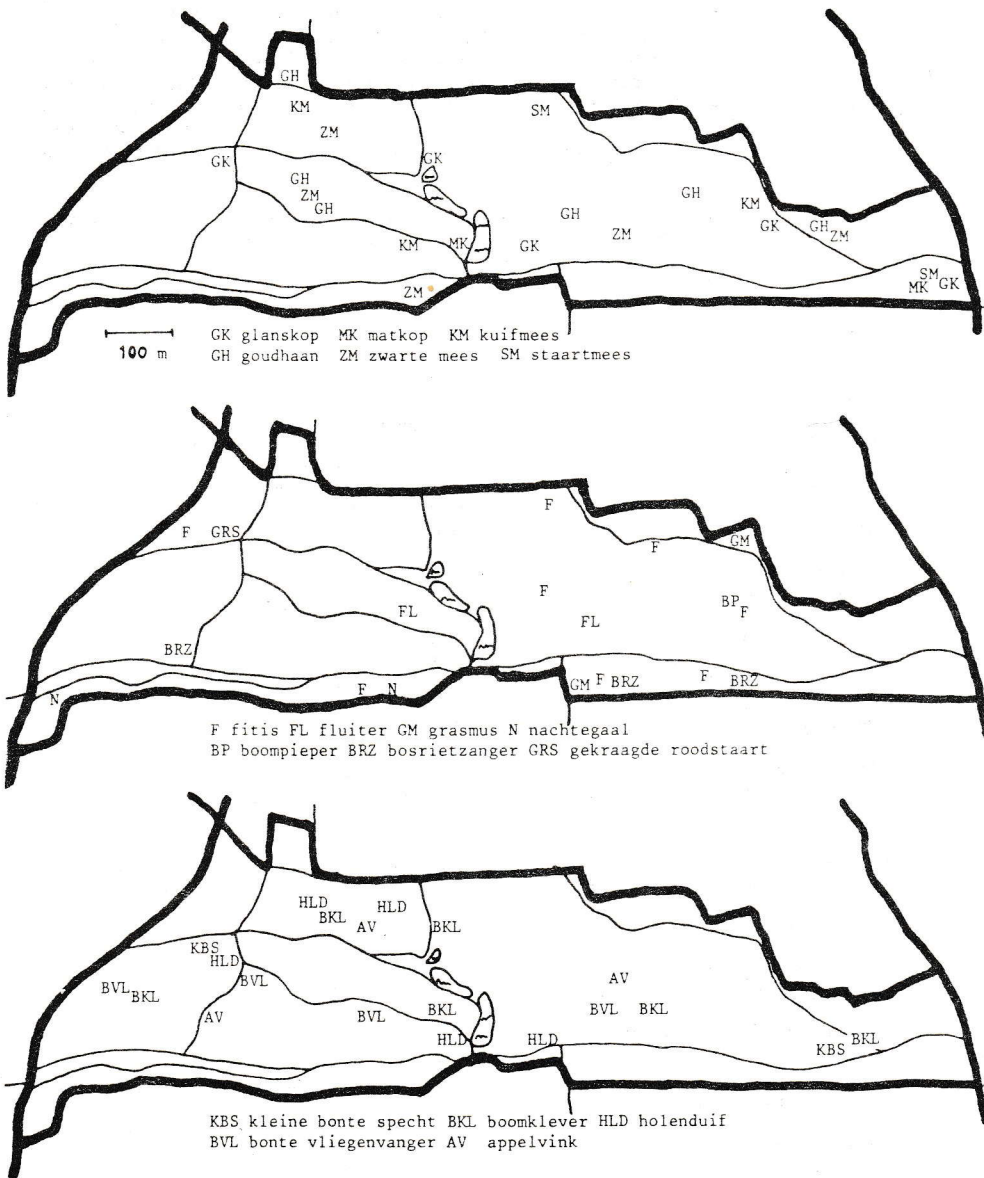 GH
KM
SM
ZM
GK
GK
GH
ZM
GH
GH
KM
GH
GK
GH
KM
MK
GK
ZM
ZM
SM
MK GK
ZM
100 m
GK glanskop MK matkop KM kuifmees
GH goudhaan ZM zwarte mees SM staartmees
F
F GRS
F
GM
F
BP
F
FL
FL
BRZ
N
F N
GM F BRZ
F BRZ
F fitis FL fluiter GM grasmus N nachtegaal
BP boompieper BRZ bosrietzanger GRS gekraagde roodstaart
HLD
HLD
BKL
AV
BKL
KBS
HLD
BVL
AV
BVL BKL
BKL
BVL
BVL BKL
AV
HLD
HLD
BKL
KBS
KBS kleine bonte specht BKL boomklever HLD holenduif
BVL bonte vliegenvanger AV appelvink